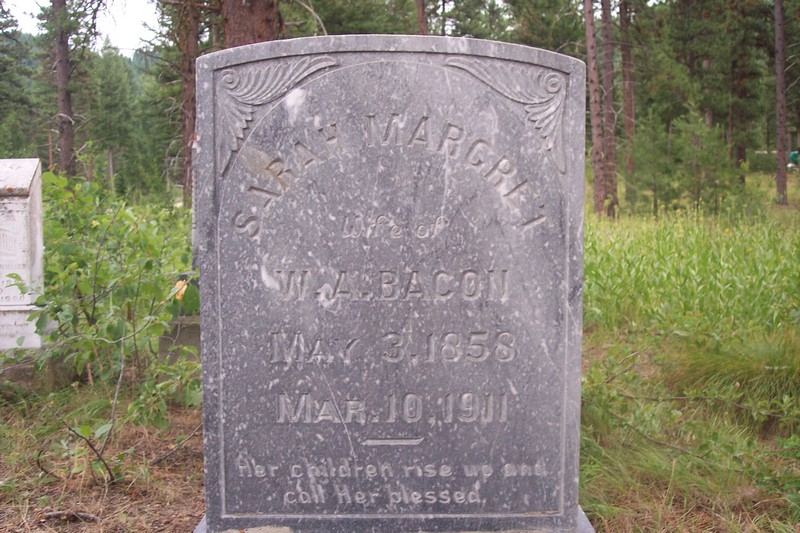 SARAH MARGRET
Wife of
W. A. BACON
MAY 3, 1858
MAR. 10, 1911
Her children rise up and
call Her blessed.